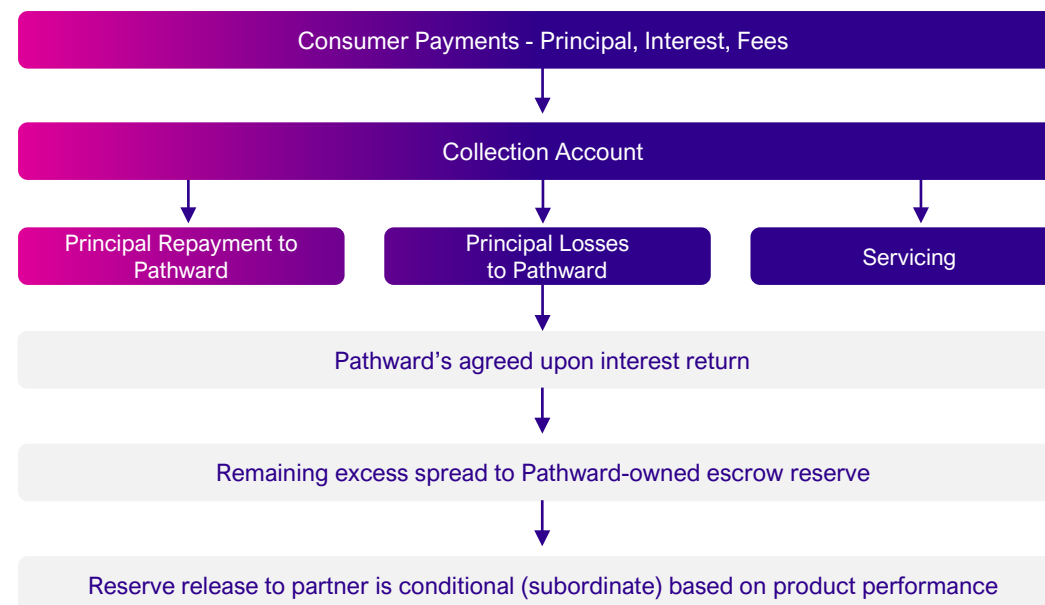 Consumer Payments - Principal, Interest, Fees
Collection Account
Principal Repayment to
Pathward
Principal Losses
to Pathward
Servicing
Pathward’s agreed upon interest return
Remaining excess spread to Pathward-owned escrow reserve
Reserve release to partner is conditional (subordinate) based on product performance